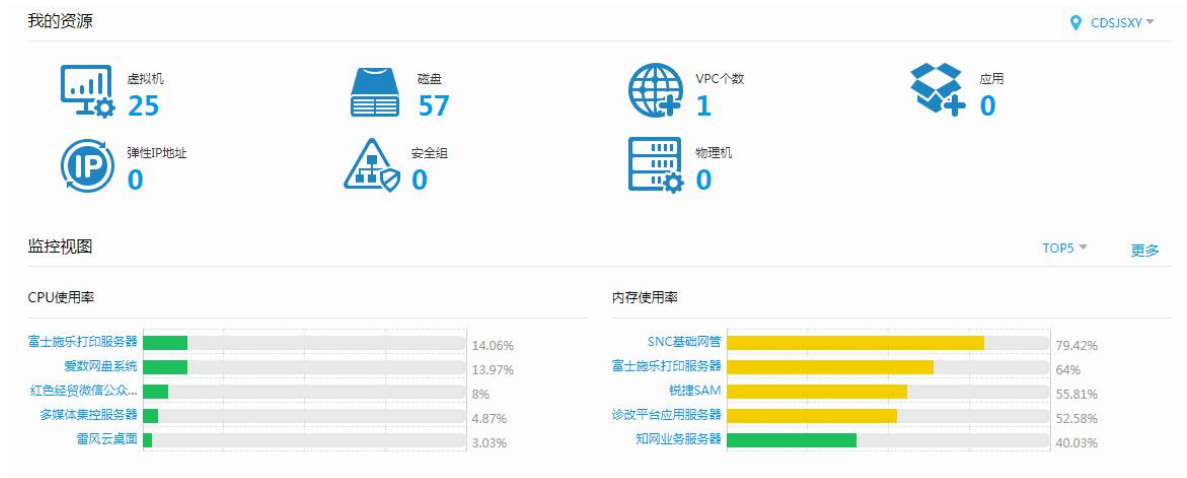 我的资源
CDSJSXY
虚拟机
25
磁盘
57
VPC个数
1
应用
0
IP
弹性IP地址
0
安全组
0
物理机
0
监控视图
TOP5
更多
CPU使用率
富士施乐打印服务器 14.06%
爱数网盘系统 13.97%
红色经贸微信公众... 8%
多媒体集控服务器 4.87%
雷风云桌面 3.03%
内存使用率
SNC基础网管 79.42%
富士施乐打印服务器 64%
锐捷SAM 55.81%
诊改平台应用服务器 52.58%
知网业务服务器 40.03%